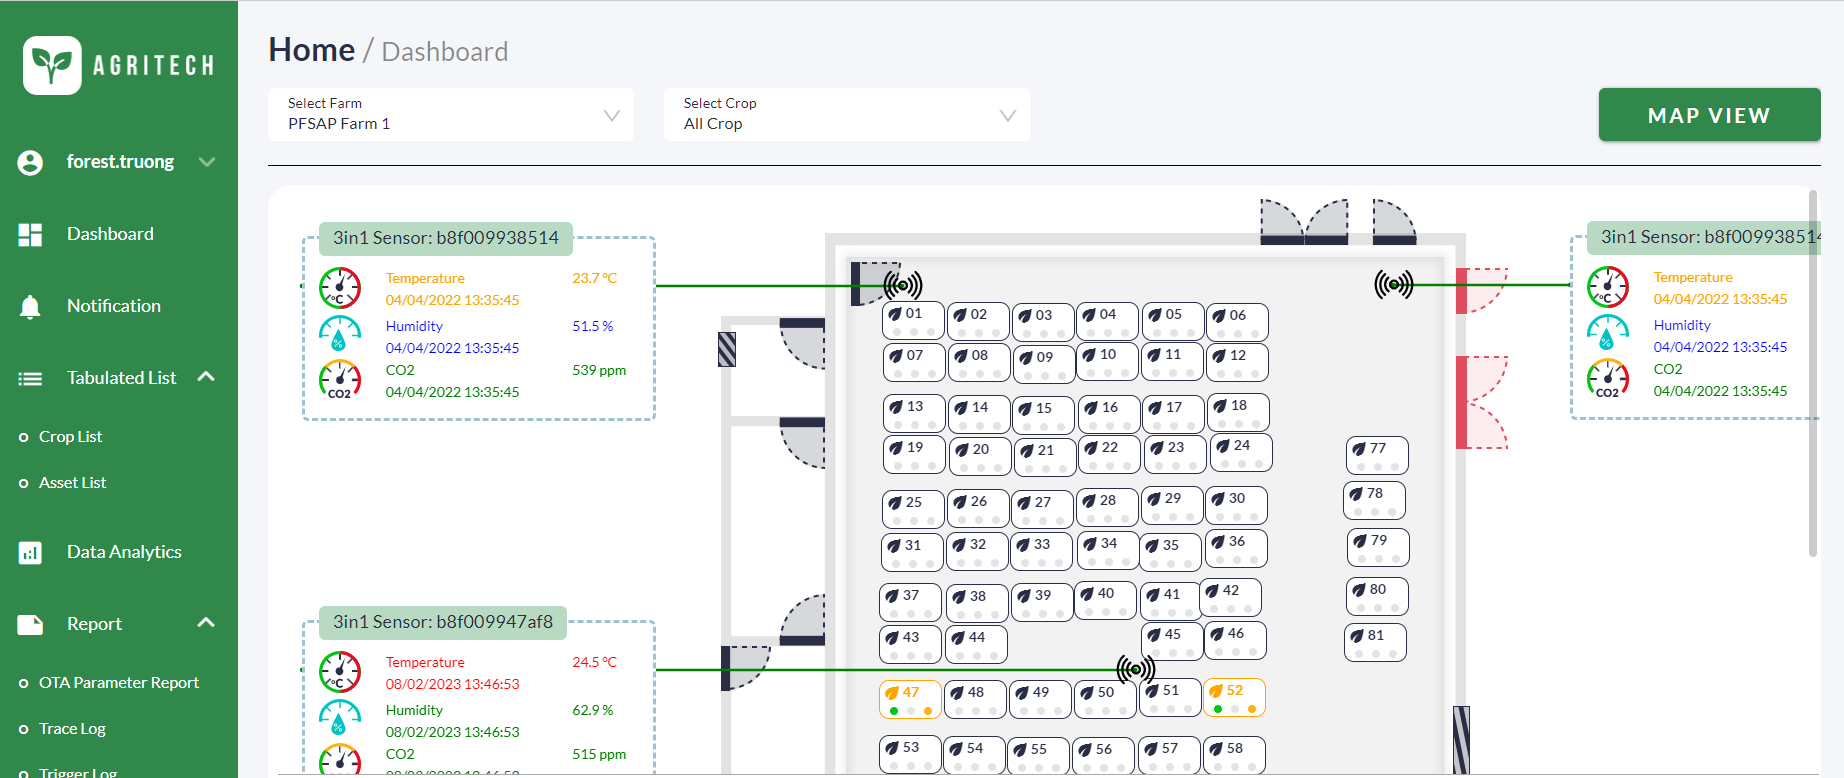 AGRITECH
forest.truong
Dashboard
Notification
Tabulated List
Crop List
Asset List
Data Analytics
Report
OTA Parameter Report
Trace Log
Trigger Log
Home / Dashboard
Select Farm
PFSAP Farm 1
Select Crop
All Crop
MAP VIEW
3in1 Sensor: b8f009938514
°C
Temperature 23.7 °C
04/04/2022 13:35:45
%
Humidity 51.5 %
04/04/2022 13:35:45
CO2
CO2 539 ppm
04/04/2022 13:35:45
3in1 Sensor: b8f009947af8
°C
Temperature 24.5 °C
08/02/2023 13:46:53
%
Humidity 62.9 %
08/02/2023 13:46:53
CO2 515 ppm
08/02/2023 13:46:53
01 02 03 04 05 06
07 08 09 10 11 12
13 14 15 16 17 18
19 20 21 22 23 24
25 26 27 28 29 30
31 32 33 34 35 36
37 38 39 40 41 42
43 44 45 46
47 48 49 50 51 52
53 54 55 56 57 58
77
78
79
80
81
3in1 Sensor: b8f009938514
°C
Temperature
04/04/2022 13:35:45
%
Humidity
04/04/2022 13:35:45
CO2
CO2
04/04/2022 13:35:45